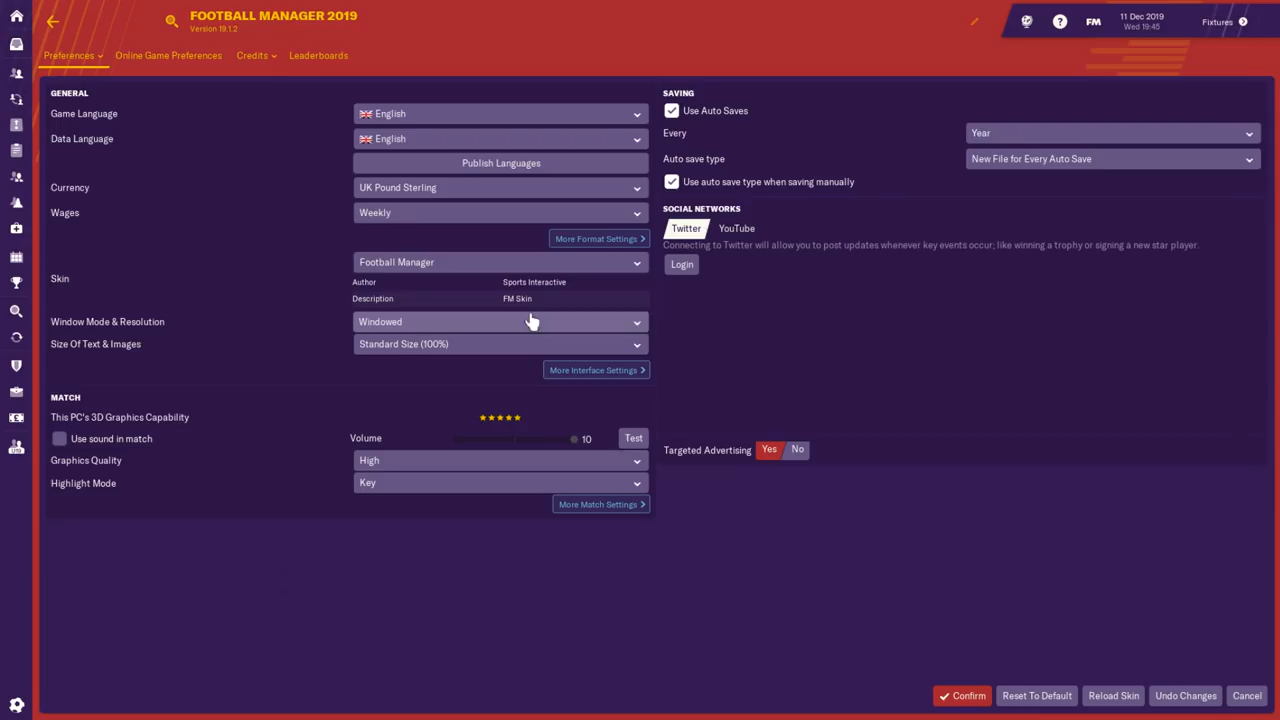 FOOTBALL MANAGER 2019
Version 19.1.2
FM
11 Dec 2019
Wed 19:45
Fixtures
Preferences
Online Game Preferences
Credits
Leaderboards
GENERAL
Game Language
English
Data Language
English
Publish Languages
Currency
UK Pound Sterling
Wages
Weekly
More Format Settings
Skin
Football Manager
Author
Sports Interactive
Description
FM Skin
Window Mode & Resolution
Windowed
Size Of Text & Images
Standard Size (100%)
More Interface Settings
MATCH
This PC's 3D Graphics Capability
Use sound in match
Volume
10
Test
Graphics Quality
High
Highlight Mode
Key
More Match Settings
SAVING
Use Auto Saves
Every
Year
Auto save type
New File for Every Auto Save
Use auto save type when saving manually
SOCIAL NETWORKS
Twitter
YouTube
Connecting to Twitter will allow you to post updates whenever key events occur; like winning a trophy or signing a new star player.
Login
Targeted Advertising
Yes
No
Confirm
Reset To Default
Reload Skin
Undo Changes
Cancel